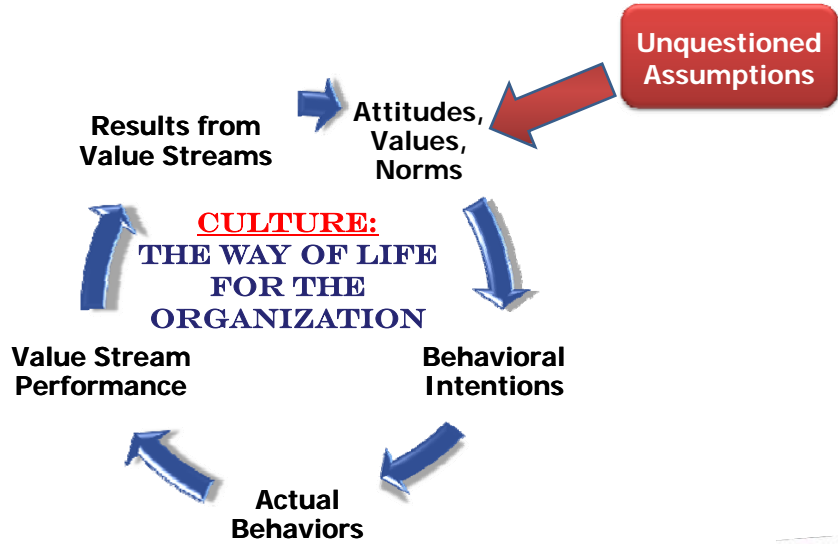 Unquestioned
Assumptions
Attitudes,
Values,
Norms
Results from
Value Streams
CULTURE:
THE WAY OF LIFE
FOR THE
ORGANIZATION
Value Stream
Performance
Behavioral
Intentions
Actual
Behaviors